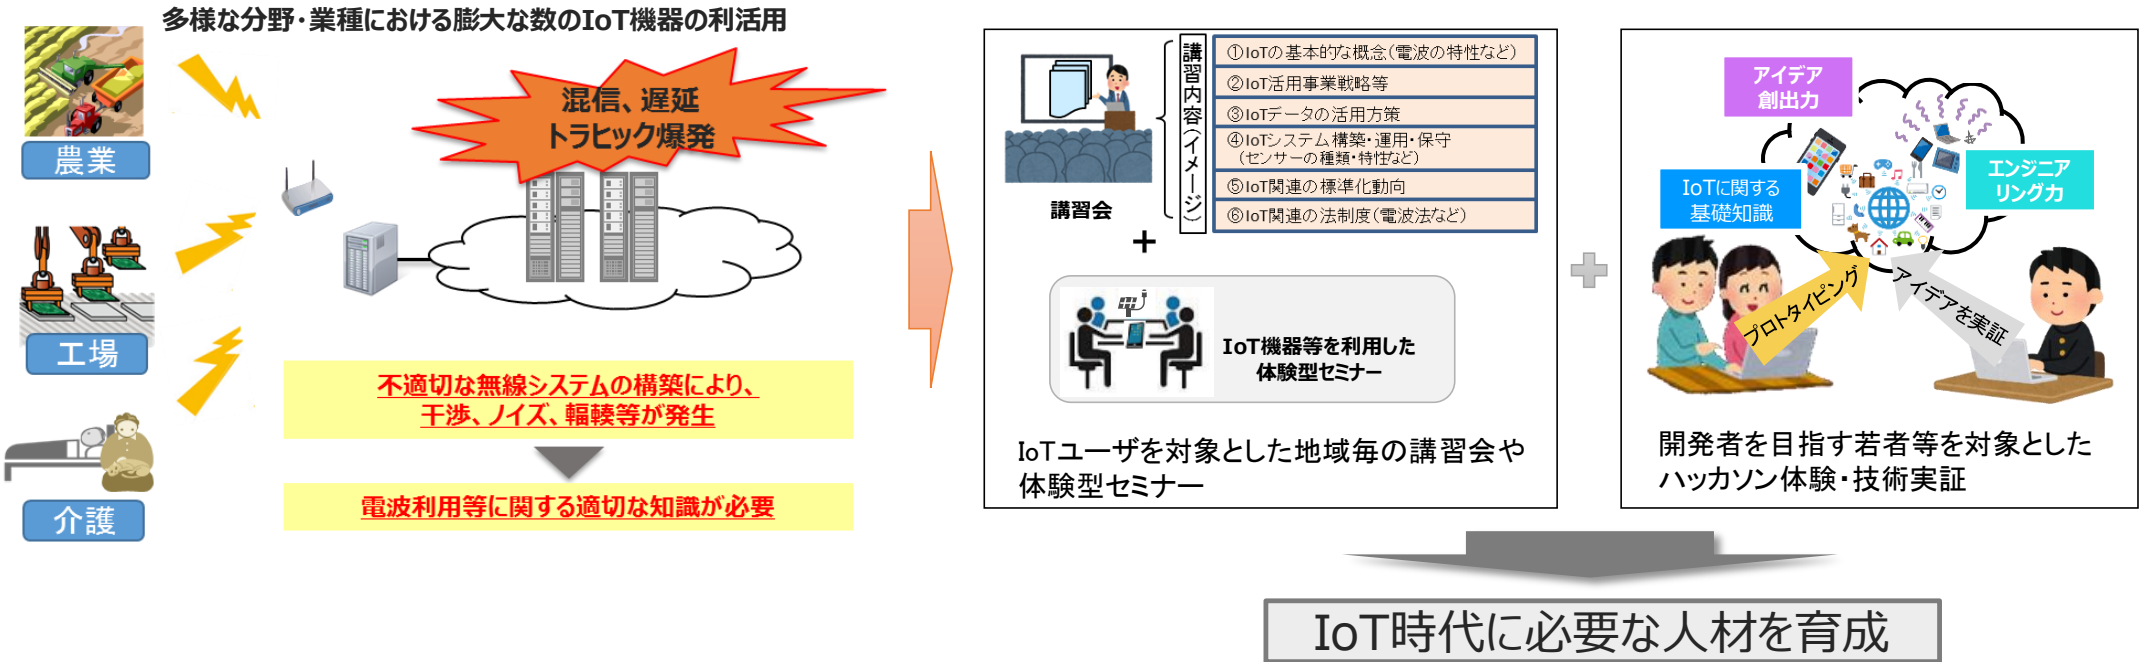 多様な分野・業種における膨大な数のIoT機器の利活用
農業
工場
介護
混信、遅延
トラヒック爆発
不適切な無線システムの構築により、
干渉、ノイズ、輻輳等が発生
電波利用等に関する適切な知識が必要
講習会
講習内容(イメージ)
①IoTの基本的な概念(電波の特性など)
②IoT活用事業戦略等
③IoTデータの活用方策
④IoTシステム構築・運用・保守
(センサーの種類・特性など)
⑤IoT関連の標準化動向
⑥IoT関連の法制度(電波法など)
+
IoT機器等を利用した
体験型セミナー
IoTユーザを対象とした地域毎の講習会や
体験型セミナー
アイデア
創出力
IoTに関する
基礎知識
エンジニア
リング力
プロトタイピング
アイデアを実証
開発者を目指す若者等を対象とした
ハッカソン体験・技術実証
IoT時代に必要な人材を育成